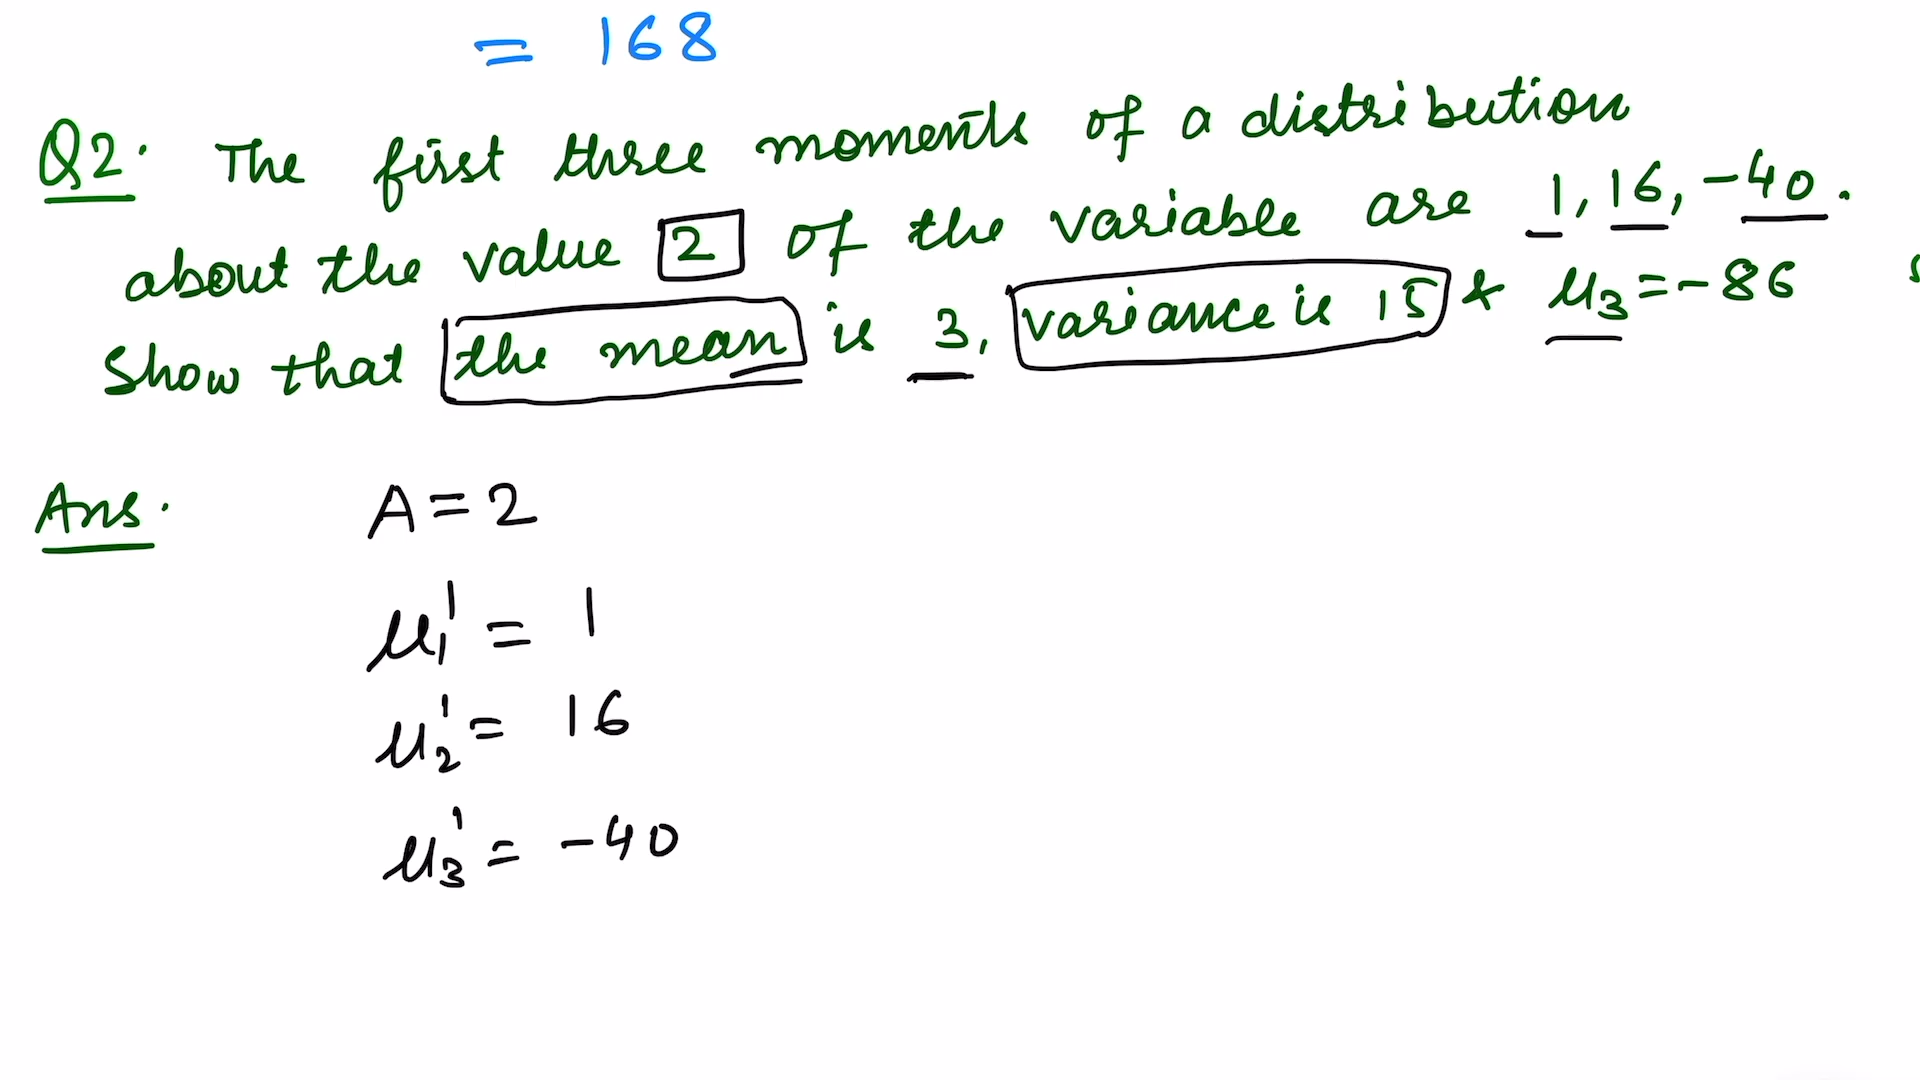 = 168
Q2. The first three moments of a distribution
about the value 2 of the variable are 1, 16, -40.
Show that the mean is 3, variance is 15 & μ₃ = -86
Ans. A = 2
μ₁' = 1
μ₂' = 16
μ₃' = -40